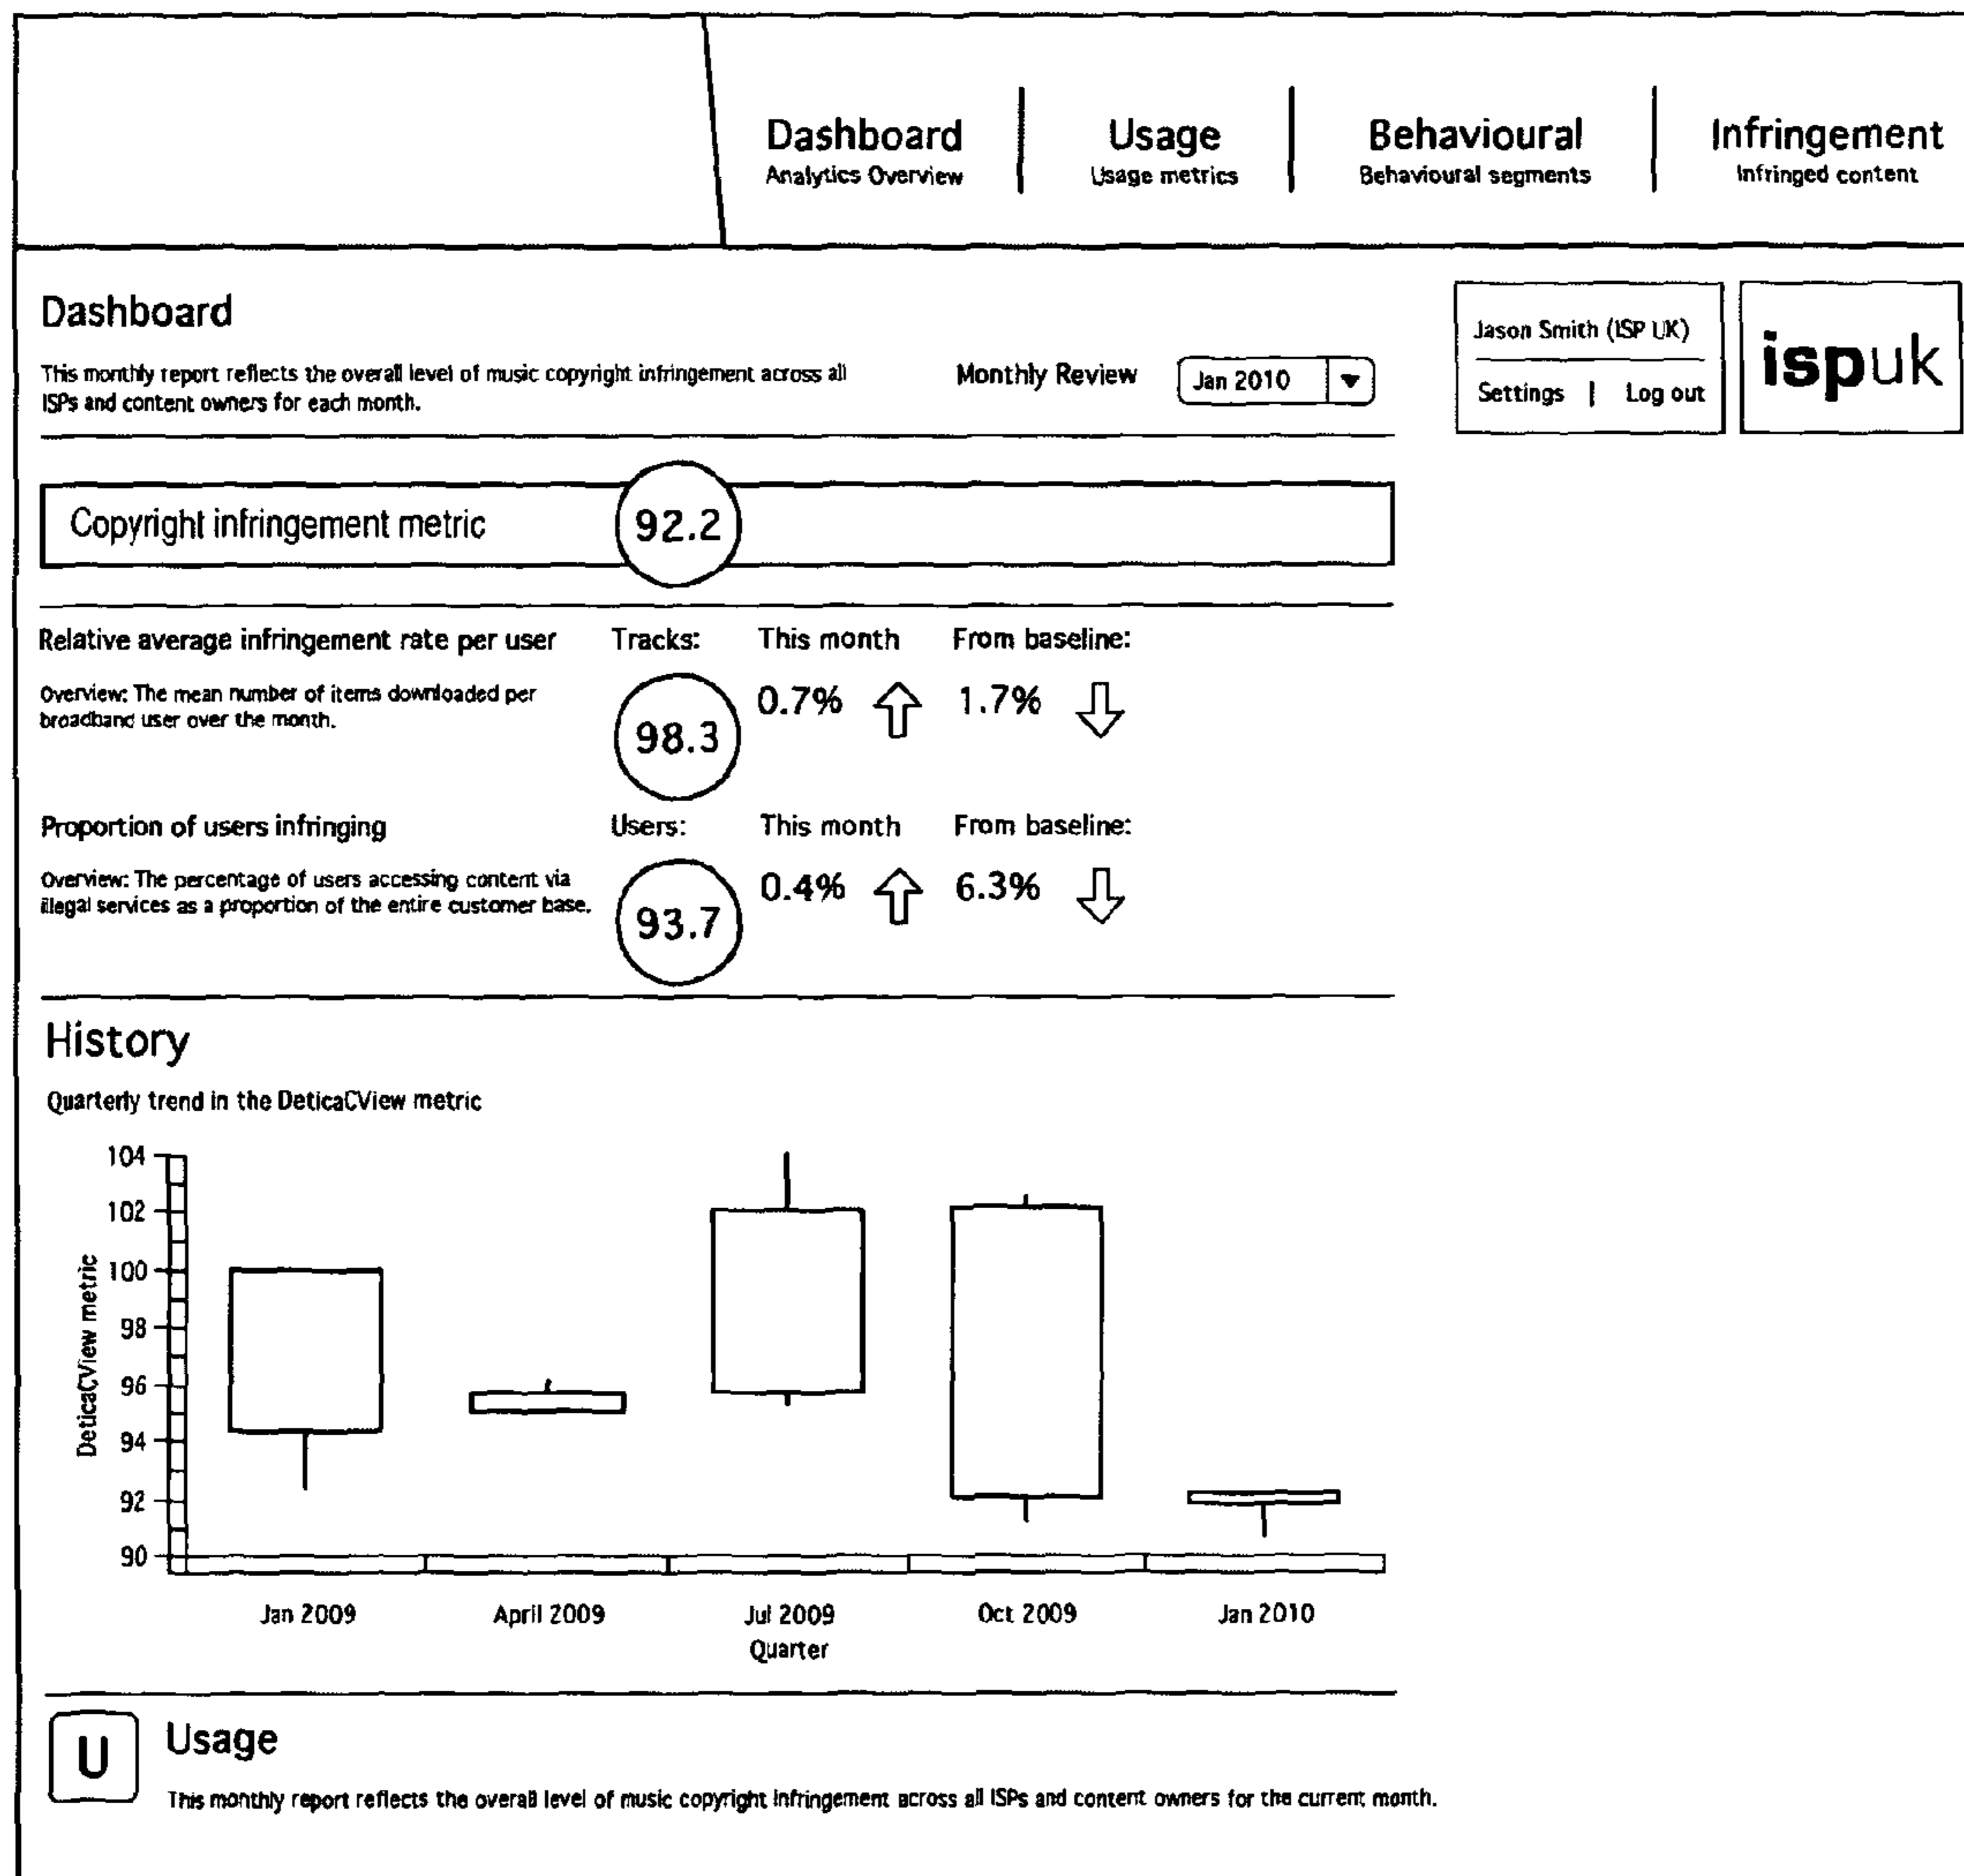 Dashboard
Analytics Overview
Usage
Usage metrics
Behavioural
Behavioural segments
Infringement
Infringed content
Dashboard
This monthly report reflects the overall level of music copyright infringement across all
ISPs and content owners for each month.
Monthly Review
Jan 2010
Jason Smith (ISP UK)
Settings | Log out
ispuk
Copyright infringement metric
92.2
Relative average infringement rate per user
Tracks:
This month
From baseline:
Overview: The mean number of items downloaded per
broadband user over the month.
98.3
0.7%
1.7%
Proportion of users infringing
Users:
This month
From baseline:
Overview: The percentage of users accessing content via
illegal services as a proportion of the entire customer base.
93.7
0.4%
6.3%
History
Quarterly trend in the DeticaCView metric
DeticaCView metric
104
102
100
98
96
94
92
90
Jan 2009
April 2009
Jul 2009
Oct 2009
Jan 2010
Quarter
U
Usage
This monthly report reflects the overall level of music copyright infringement across all ISPs and content owners for the current month.